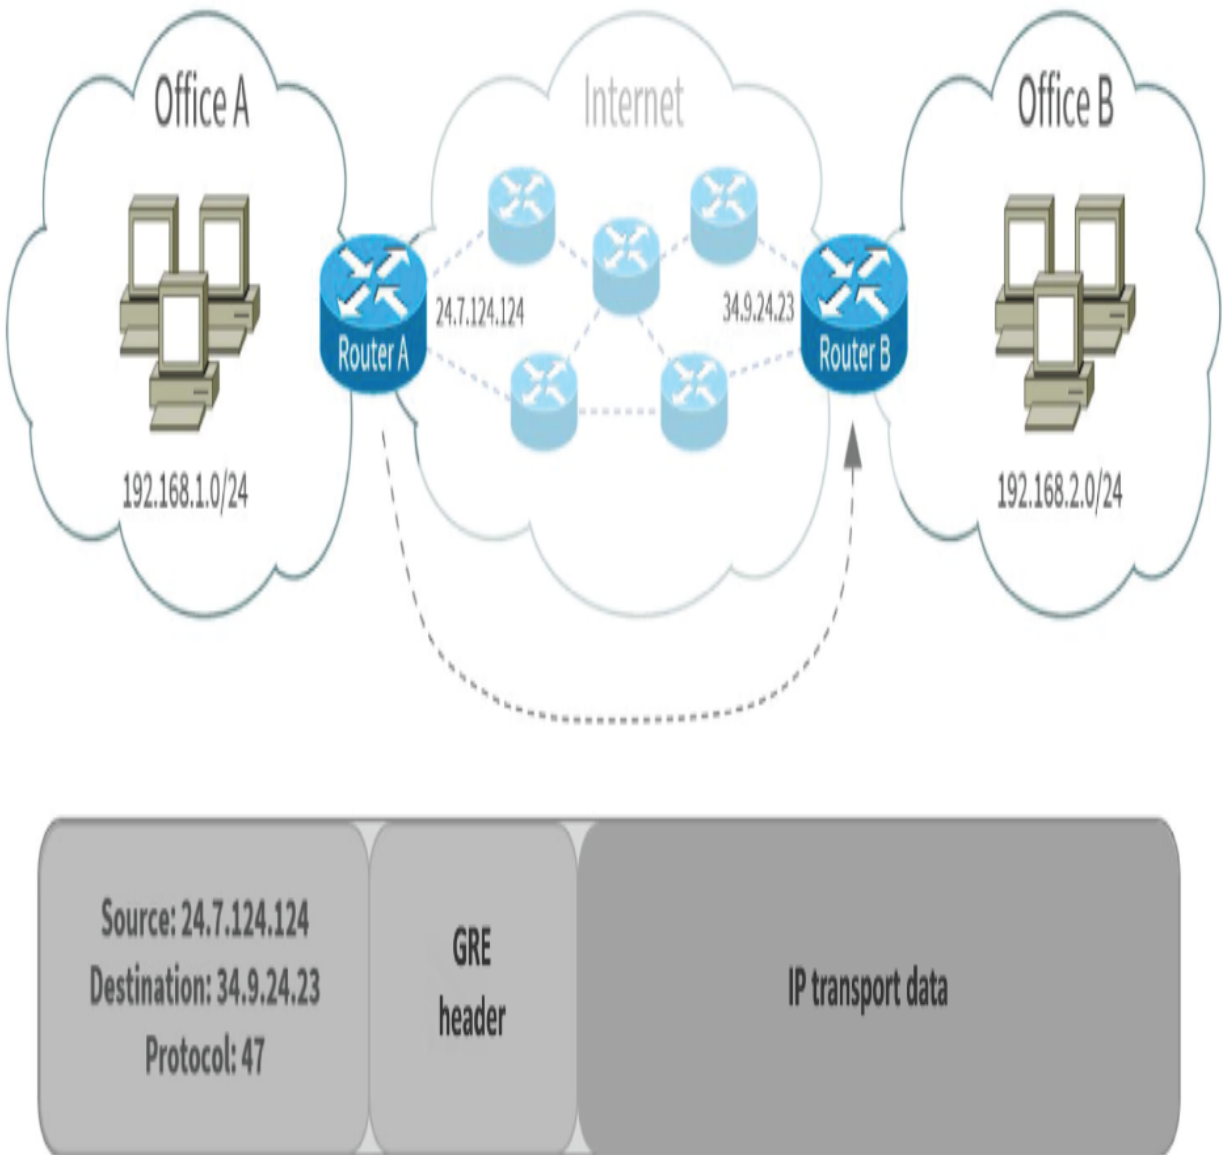 Office A
Internet
Office B
24.7.124.124
34.9.24.23
Router A
Router B
192.168.1.0/24
192.168.2.0/24
Source: 24.7.124.124
Destination: 34.9.24.23
Protocol: 47
GRE
header
IP transport data